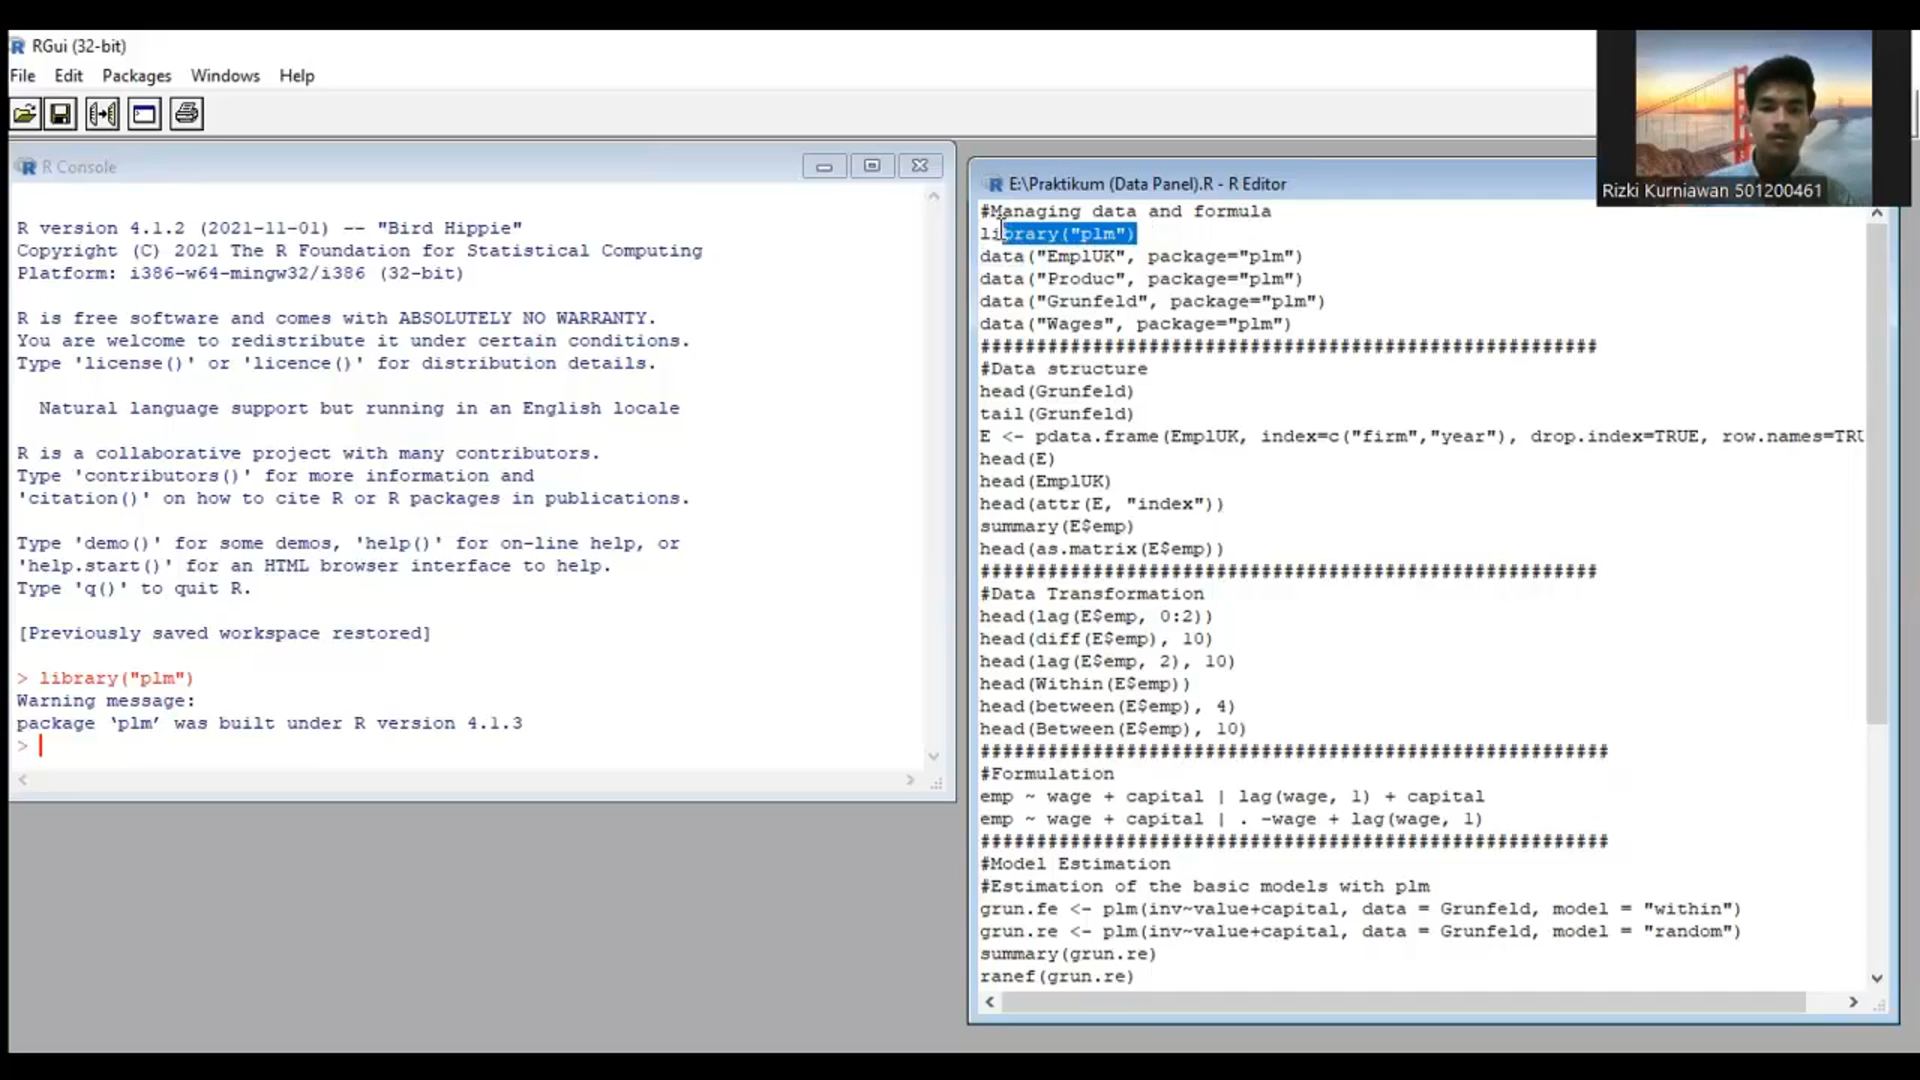 RGui (32-bit)
File Edit Packages Windows Help
R Console
R version 4.1.2 (2021-11-01) -- "Bird Hippie"
Copyright (C) 2021 The R Foundation for Statistical Computing
Platform: i386-w64-mingw32/i386 (32-bit)
R is free software and comes with ABSOLUTELY NO WARRANTY.
You are welcome to redistribute it under certain conditions.
Type 'license()' or 'licence()' for distribution details.
Natural language support but running in an English locale
R is a collaborative project with many contributors.
Type 'contributors()' for more information and
'citation()' on how to cite R or R packages in publications.
Type 'demo()' for some demos, 'help()' for on-line help, or
'help.start()' for an HTML browser interface to help.
Type 'q()' to quit R.
[Previously saved workspace restored]
> library("plm")
Warning message:
package ‘plm’ was built under R version 4.1.3
>
E:\Praktikum (Data Panel).R - R Editor
#Managing data and formula
library("plm")
data("EmplUK", package="plm")
data("Produc", package="plm")
data("Grunfeld", package="plm")
data("Wages", package="plm")
#######################################################
#Data structure
head(Grunfeld)
tail(Grunfeld)
E <- pdata.frame(EmplUK, index=c("firm","year"), drop.index=TRUE, row.names=TRU
head(E)
head(EmplUK)
head(attr(E, "index"))
summary(E$emp)
head(as.matrix(E$emp))
#######################################################
#Data Transformation
head(lag(E$emp, 0:2))
head(diff(E$emp), 10)
head(lag(E$emp, 2), 10)
head(Within(E$emp))
head(between(E$emp), 4)
head(Between(E$emp), 10)
########################################################
#Formulation
emp ~ wage + capital | lag(wage, 1) + capital
emp ~ wage + capital | . -wage + lag(wage, 1)
########################################################
#Model Estimation
#Estimation of the basic models with plm
grun.fe <- plm(inv~value+capital, data = Grunfeld, model = "within")
grun.re <- plm(inv~value+capital, data = Grunfeld, model = "random")
summary(grun.re)
ranef(grun.re)
Rizki Kurniawan 501200461